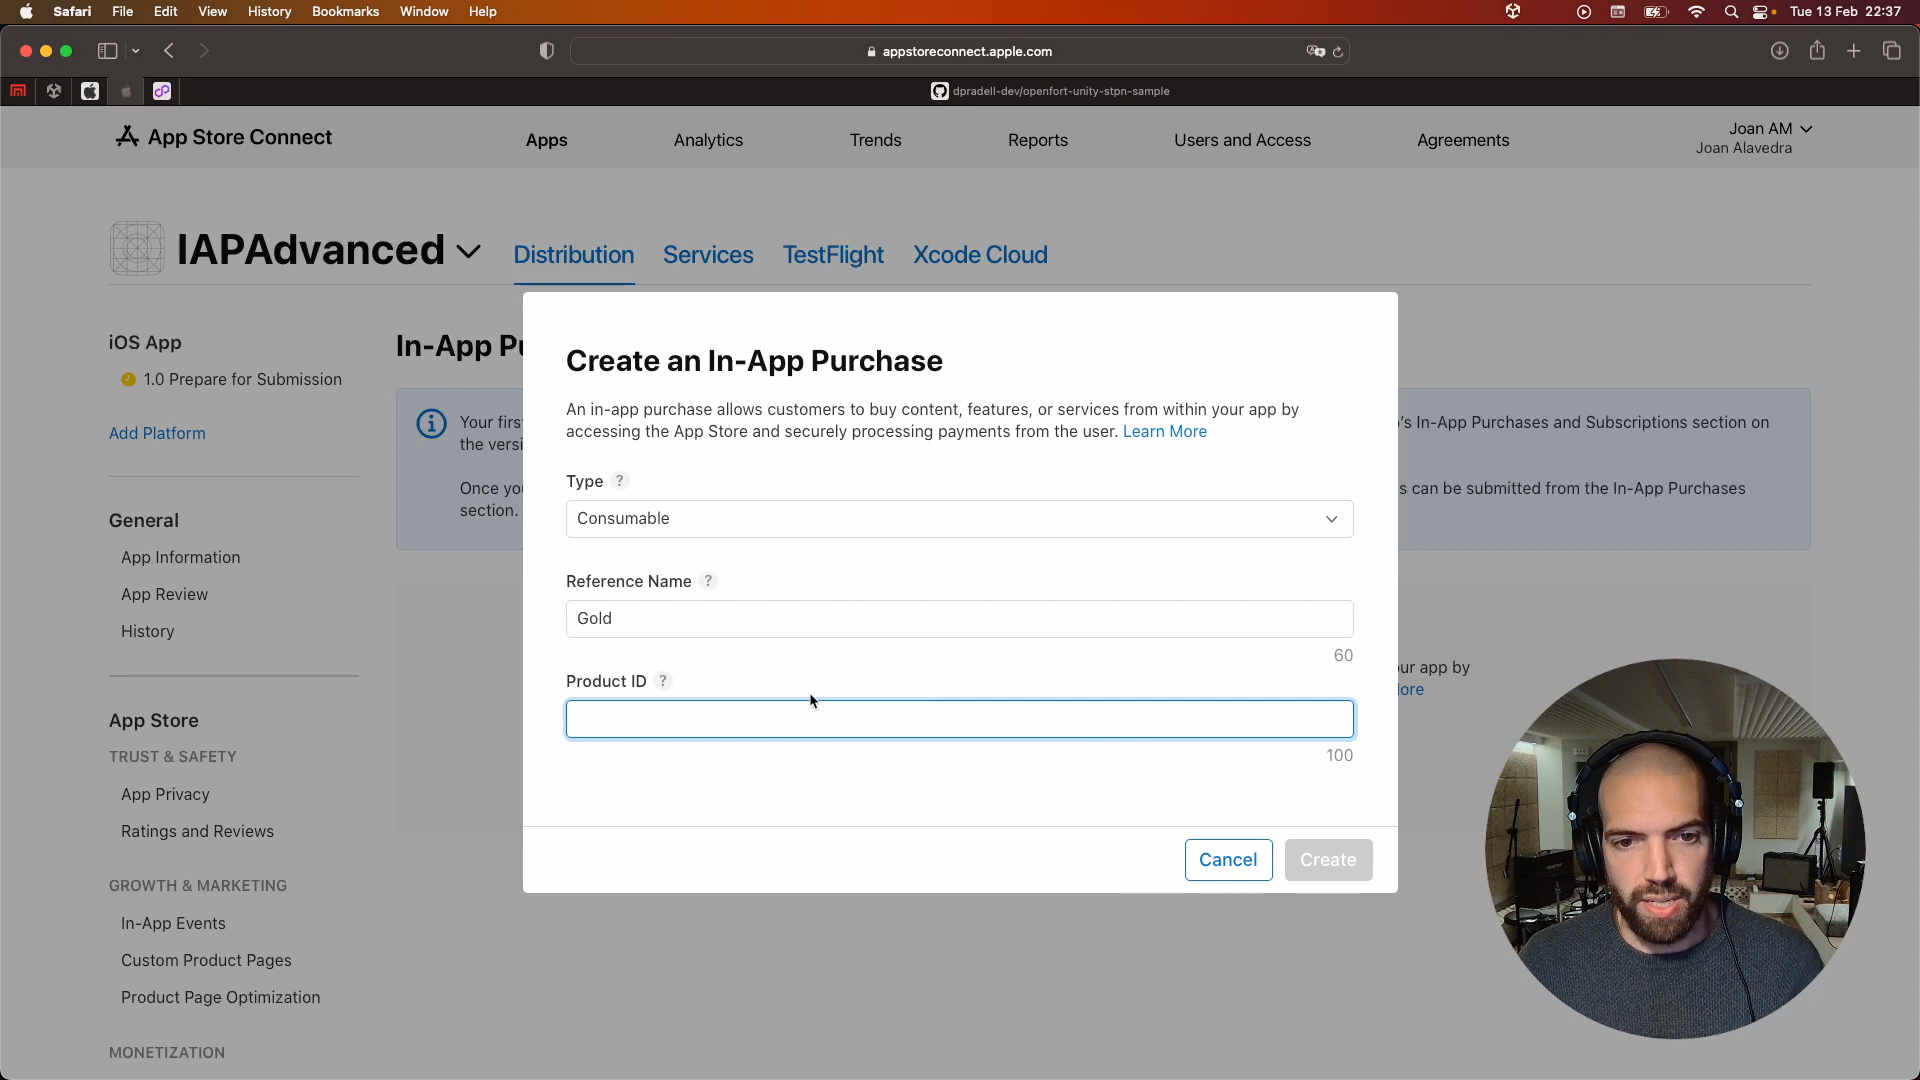 Safari File Edit View History Bookmarks Window Help Tue 13 Feb 22:37
appstoreconnect.apple.com
dpradell-dev/openfort-unity-stpn-sample
App Store Connect Apps Analytics Trends Reports Users and Access Agreements Joan AM
Joan Alavedra
IAPAdvanced Distribution Services TestFlight Xcode Cloud
iOS App
1.0 Prepare for Submission
Add Platform
General
App Information
App Review
History
App Store
TRUST & SAFETY
App Privacy
Ratings and Reviews
GROWTH & MARKETING
In-App Events
Custom Product Pages
Product Page Optimization
MONETIZATION
In-App Pu
Your firs
's In-App Purchases and Subscriptions section on
the versi
Once you
s can be submitted from the In-App Purchases
section.
ur app by
Create an In-App Purchase
An in-app purchase allows customers to buy content, features, or services from within your app by
accessing the App Store and securely processing payments from the user. Learn More
Type ?
Consumable
Reference Name ?
Gold
60
Product ID ?
100
Cancel Create